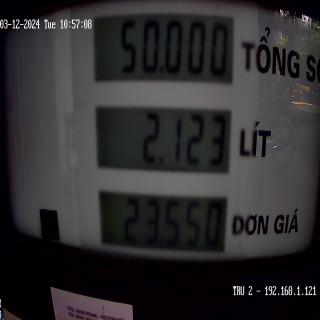 03-12-2024 Tue 10:57:08
50.000 TỔNG S
2.123 LÍT
23.550 ĐƠN GIÁ
TRU 2 - 192.168.1.121